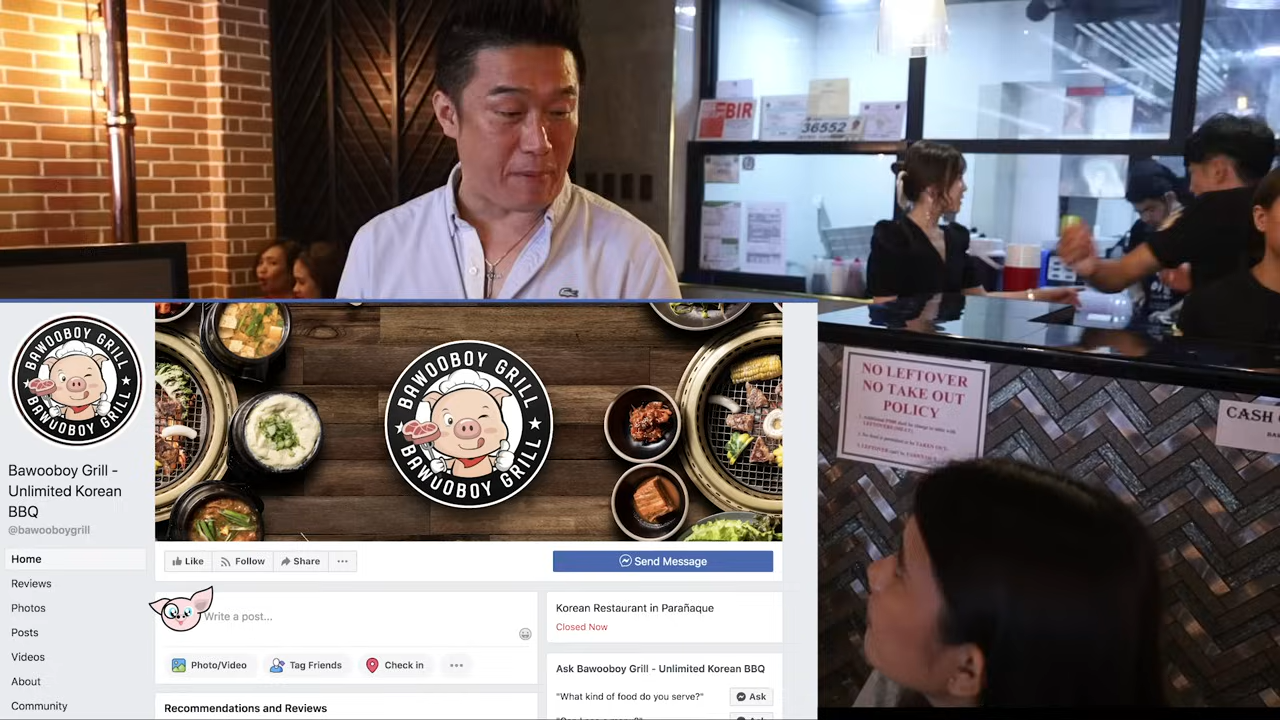 BIR
36552
BAWOOBOY GRILL
BAWUOBOY GRILL
Bawooboy Grill -
Unlimited Korean
BBQ
@bawooboygrill
Home
Reviews
Photos
Posts
Videos
About
Community
BAWOOBOY GRILL
BAWUOBOY GRILL
Like
Follow
Share
Send Message
Write a post...
Photo/Video
Tag Friends
Check in
Recommendations and Reviews
Korean Restaurant in Parañaque
Closed Now
Ask Bawooboy Grill - Unlimited Korean BBQ
"What kind of food do you serve?"
Ask
Ask
NO LEFTOVER
NO TAKE OUT
POLICY
CASH